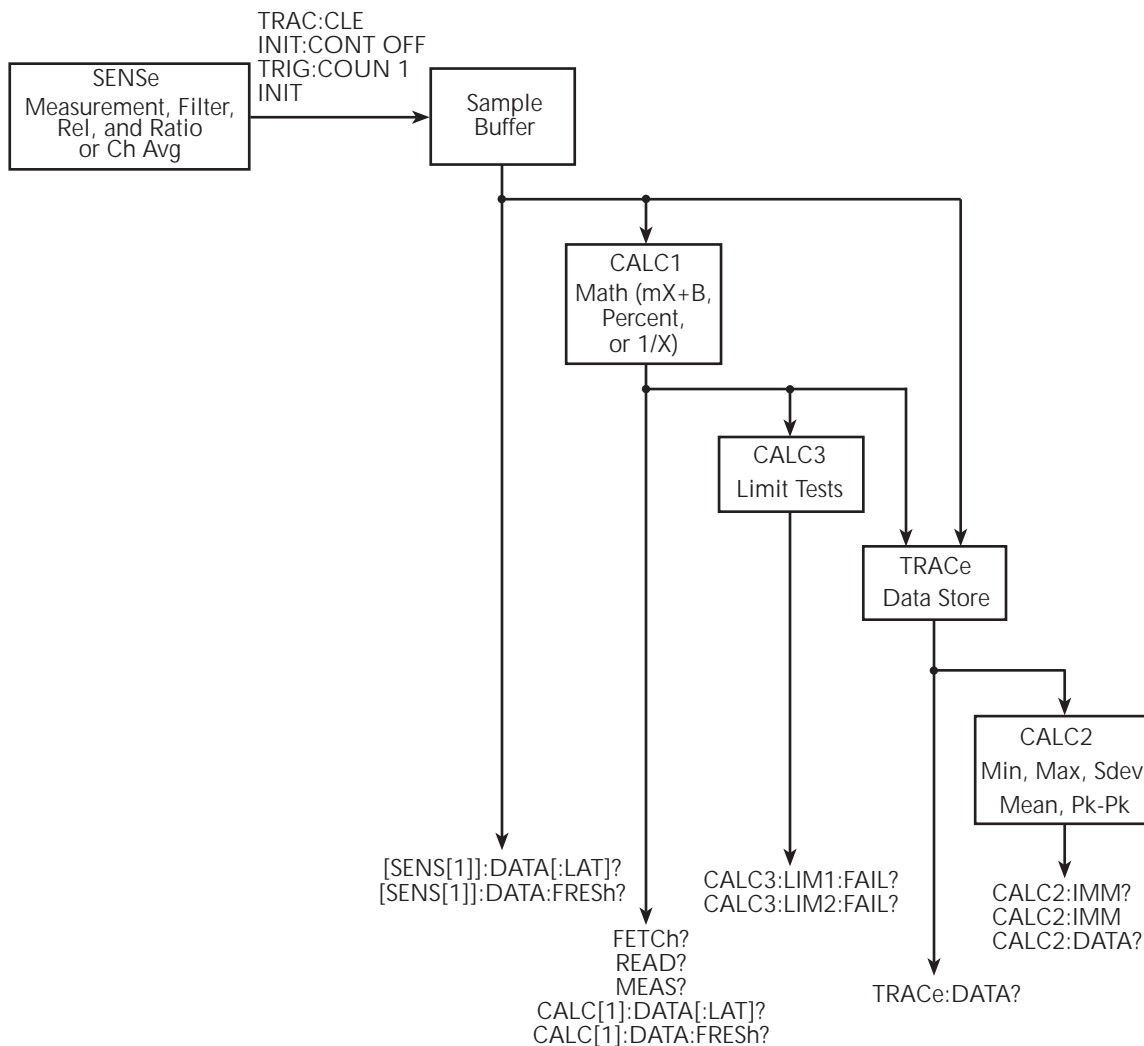 TRAC:CLE
INIT:CONT OFF
TRIG:COUN 1
INIT
SENSe
Measurement, Filter,
Rel, and Ratio
or Ch Avg
Sample
Buffer
CALC1
Math (mX+B,
Percent,
or 1/X)
CALC3
Limit Tests
TRACe
Data Store
CALC2
Min, Max, Sdev
Mean, Pk-Pk
[SENS[1]]:DATA[:LAT]?
[SENS[1]]:DATA:FRESh?
CALC3:LIM1:FAIL?
CALC3:LIM2:FAIL?
CALC2:IMM?
CALC2:IMM
CALC2:DATA?
FETCh?
READ?
MEAS?
CALC[1]:DATA[:LAT]?
CALC[1]:DATA:FRESh?
TRACe:DATA?